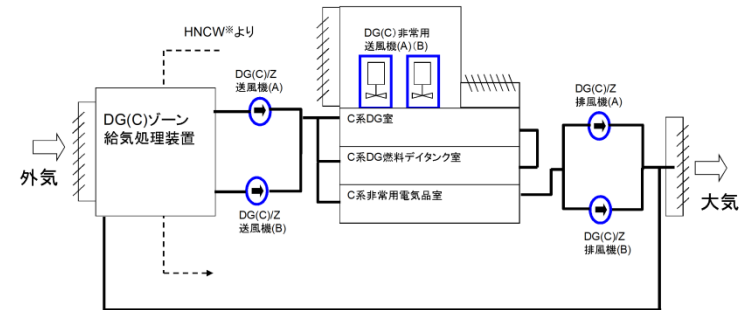 HNCW※より
DG(C)非常用
送風機(A)(B)
DG(C)/Z
送風機(A)
DG(C)/Z
排風機(A)
DG(C)ゾーン
給気処理装置
C系DG室
外気
C系DG燃料デイタンク室
大気
C系非常用電気品室
DG(C)/Z
送風機(B)
DG(C)/Z
排風機(B)